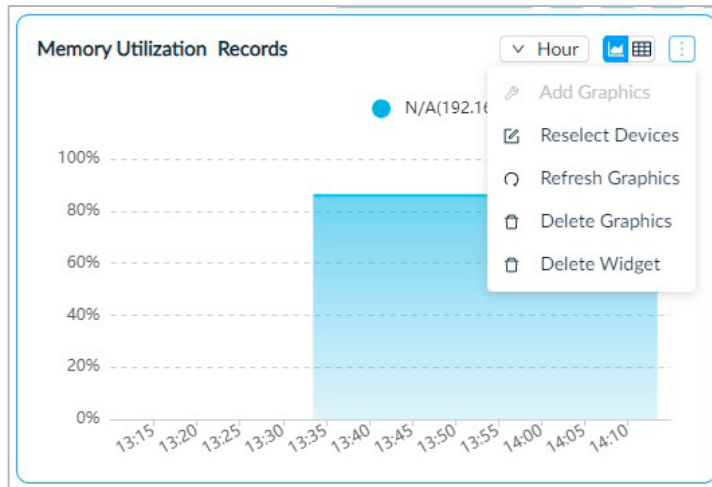 Memory Utilization Records
Hour
N/A(192.16
Add Graphics
Reselect Devices
Refresh Graphics
Delete Graphics
Delete Widget
100%
80%
60%
40%
20%
0%
13:15 13:20 13:25 13:30 13:35 13:40 13:45 13:50 13:55 14:00 14:05 14:10